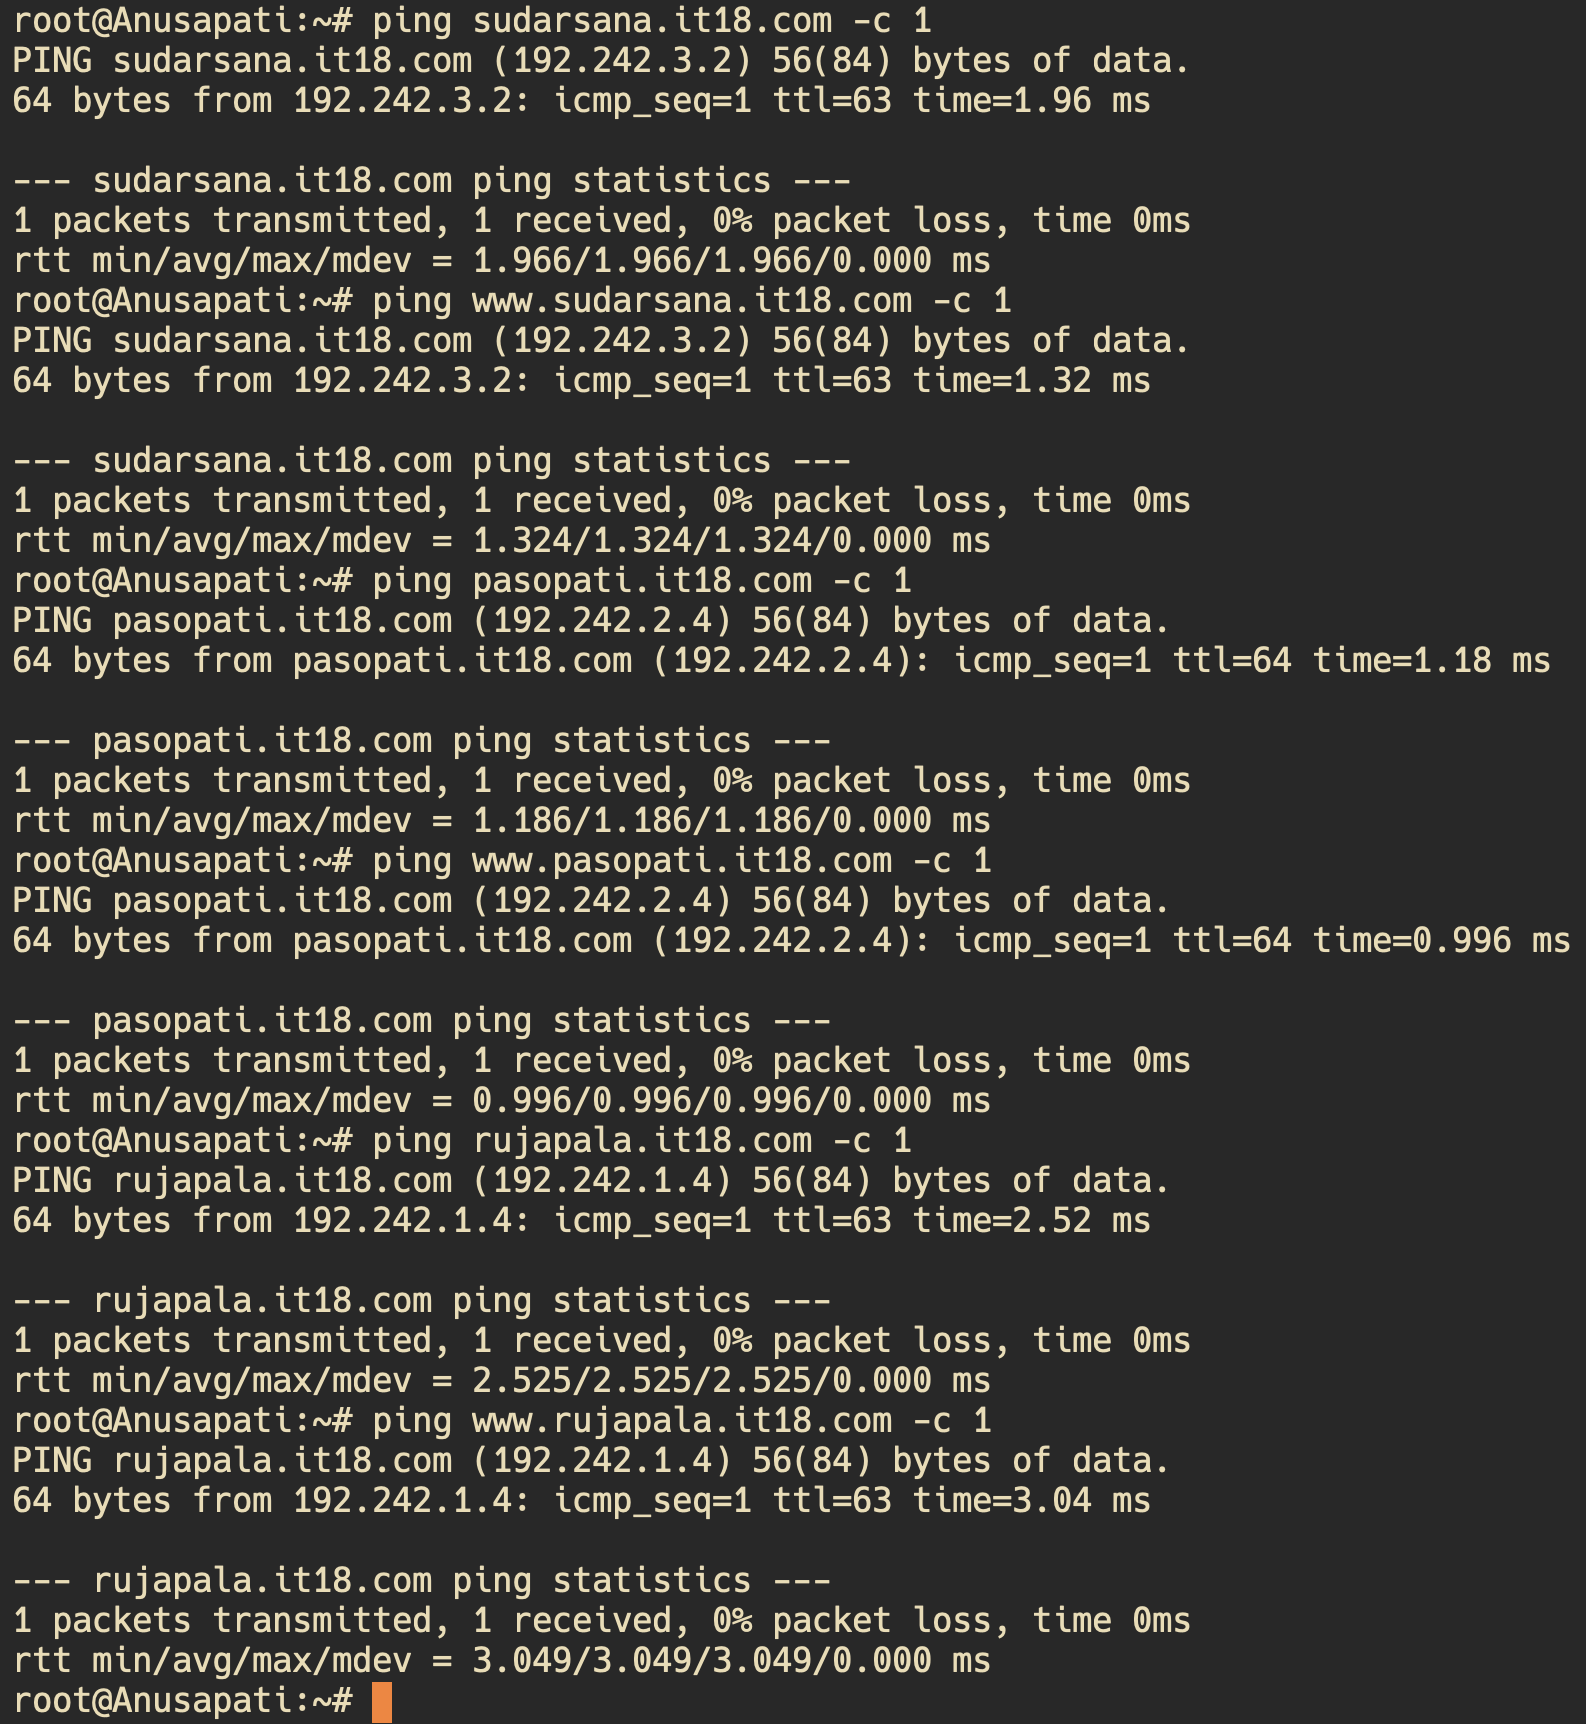 root@Anusapati:~# ping sudarsana.it18.com -c 1
PING sudarsana.it18.com (192.242.3.2) 56(84) bytes of data.
64 bytes from 192.242.3.2: icmp_seq=1 ttl=63 time=1.96 ms
--- sudarsana.it18.com ping statistics ---
1 packets transmitted, 1 received, 0% packet loss, time 0ms
rtt min/avg/max/mdev = 1.966/1.966/1.966/0.000 ms
root@Anusapati:~# ping www.sudarsana.it18.com -c 1
PING sudarsana.it18.com (192.242.3.2) 56(84) bytes of data.
64 bytes from 192.242.3.2: icmp_seq=1 ttl=63 time=1.32 ms
--- sudarsana.it18.com ping statistics ---
1 packets transmitted, 1 received, 0% packet loss, time 0ms
rtt min/avg/max/mdev = 1.324/1.324/1.324/0.000 ms
root@Anusapati:~# ping pasopati.it18.com -c 1
PING pasopati.it18.com (192.242.2.4) 56(84) bytes of data.
64 bytes from pasopati.it18.com (192.242.2.4): icmp_seq=1 ttl=64 time=1.18 ms
--- pasopati.it18.com ping statistics ---
1 packets transmitted, 1 received, 0% packet loss, time 0ms
rtt min/avg/max/mdev = 1.186/1.186/1.186/0.000 ms
root@Anusapati:~# ping www.pasopati.it18.com -c 1
PING pasopati.it18.com (192.242.2.4) 56(84) bytes of data.
64 bytes from pasopati.it18.com (192.242.2.4): icmp_seq=1 ttl=64 time=0.996 ms
--- pasopati.it18.com ping statistics ---
1 packets transmitted, 1 received, 0% packet loss, time 0ms
rtt min/avg/max/mdev = 0.996/0.996/0.996/0.000 ms
root@Anusapati:~# ping rujapala.it18.com -c 1
PING rujapala.it18.com (192.242.1.4) 56(84) bytes of data.
64 bytes from 192.242.1.4: icmp_seq=1 ttl=63 time=2.52 ms
--- rujapala.it18.com ping statistics ---
1 packets transmitted, 1 received, 0% packet loss, time 0ms
rtt min/avg/max/mdev = 2.525/2.525/2.525/0.000 ms
root@Anusapati:~# ping www.rujapala.it18.com -c 1
PING rujapala.it18.com (192.242.1.4) 56(84) bytes of data.
64 bytes from 192.242.1.4: icmp_seq=1 ttl=63 time=3.04 ms
--- rujapala.it18.com ping statistics ---
1 packets transmitted, 1 received, 0% packet loss, time 0ms
rtt min/avg/max/mdev = 3.049/3.049/3.049/0.000 ms
root@Anusapati:~#